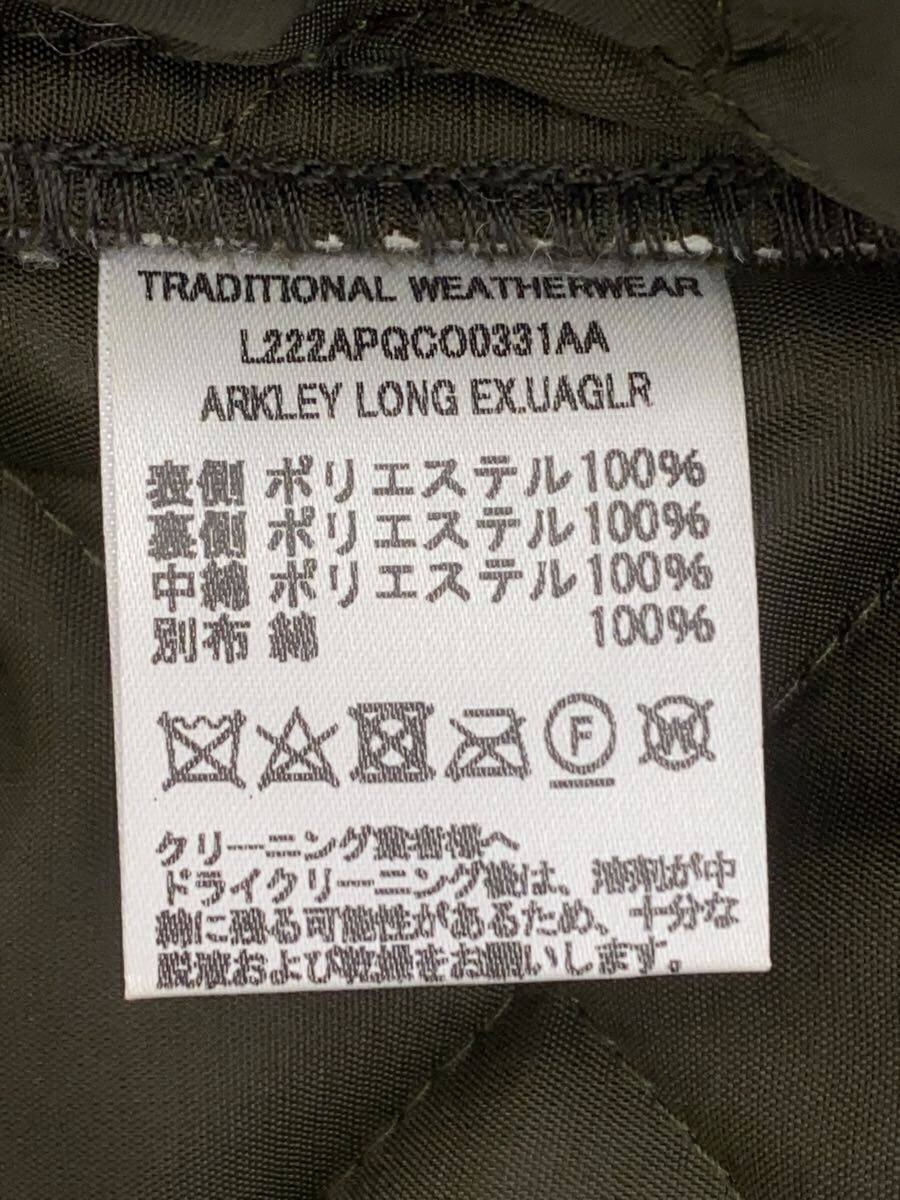 TRADITIONAL WEATHERWEAR
L222APQCO0331AA
ARKLEY LONG EX.UAGLR
表側 ポリエステル100%
裏側 ポリエステル100%
中綿 ポリエステル100%
別布 綿 100%
F
W
クリーニング業者様へ
ドライクリーニング後は、溶剤が中
綿に残る可能性があるため、十分な
脱液および乾燥をお願いします。